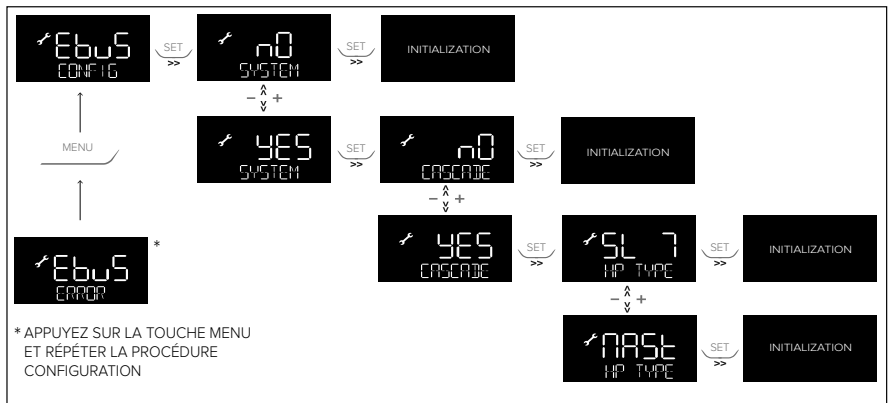 EbuS SET nO SET INITIALIZATION
CONFIG >> SYSTEM >>
- +
MENU YES SET nO SET INITIALIZATION
SYSTEM >> CASCADE >>
- +
EbuS * YES SET SL 7 SET INITIALIZATION
ERROR CASCADE >> HP TYPE >>
- +
* APPUYEZ SUR LA TOUCHE MENU
ET RÉPÉTER LA PROCÉDURE
CONFIGURATION
MASt SET INITIALIZATION
HP TYPE >>